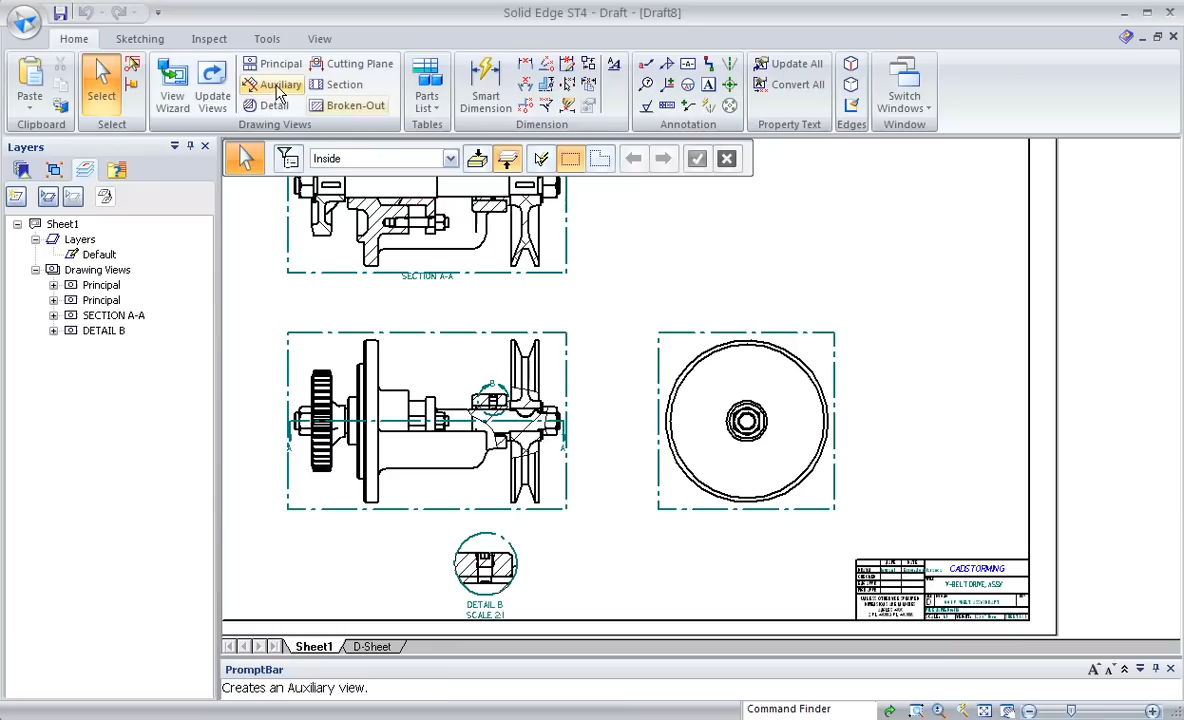 Solid Edge ST4 - Draft - [Draft8]
Home Sketching Inspect Tools View
Paste Select View Wizard Update Views Principal Auxiliary Detail Cutting Plane Section Broken-Out Parts List Smart Dimension Update All Convert All Switch Windows
Clipboard Select Drawing Views Tables Dimension Annotation Property Text Edges Window
Layers
Inside
Sheet1
Layers
Default
Drawing Views
Principal
Principal
SECTION A-A
DETAIL B
SECTION A-A
B
A A
DETAIL B
SCALE 2:1
CADSTORMING
V-BELT DRIVE, ASSY
Sheet1 D-Sheet
PromptBar
Creates an Auxiliary view.
Command Finder